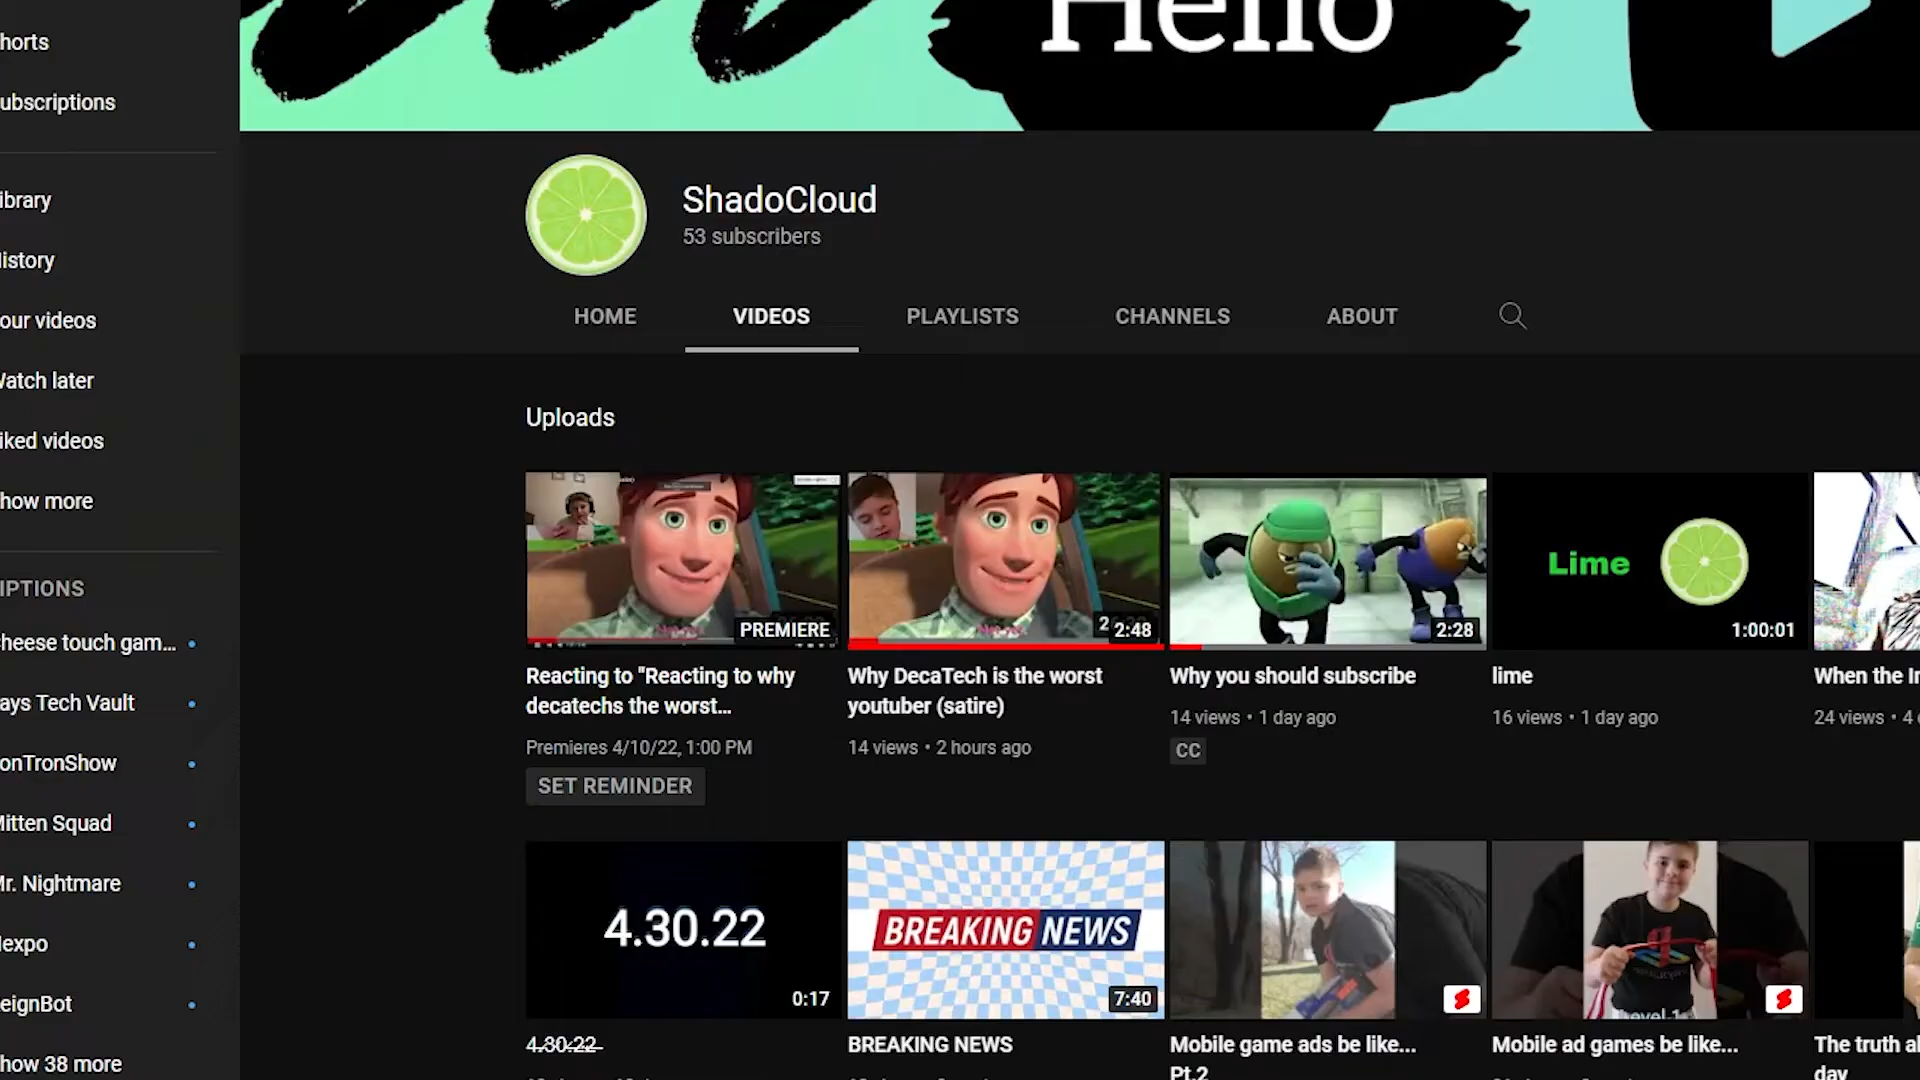 Hello
horts
ubscriptions
ibrary
istory
our videos
Watch later
iked videos
how more
IPTIONS
heese touch gam...
ays Tech Vault
onTronShow
Mitten Squad
Mr. Nightmare
expo
eignBot
how 38 more
ShadoCloud
53 subscribers
HOME VIDEOS PLAYLISTS CHANNELS ABOUT
Uploads
PREMIERE
2:48
2:28
Lime
1:00:01
Reacting to "Reacting to why
decatechs the worst...
Premieres 4/10/22, 1:00 PM
SET REMINDER
Why DecaTech is the worst
youtuber (satire)
14 views • 2 hours ago
Why you should subscribe
14 views • 1 day ago
CC
lime
16 views • 1 day ago
When the
24 views • 4
4.30.22
0:17
BREAKING NEWS
7:40
Level 1
4.30.22
BREAKING NEWS
Mobile game ads be like...
Pt.2
Mobile ad games be like...
The truth
day